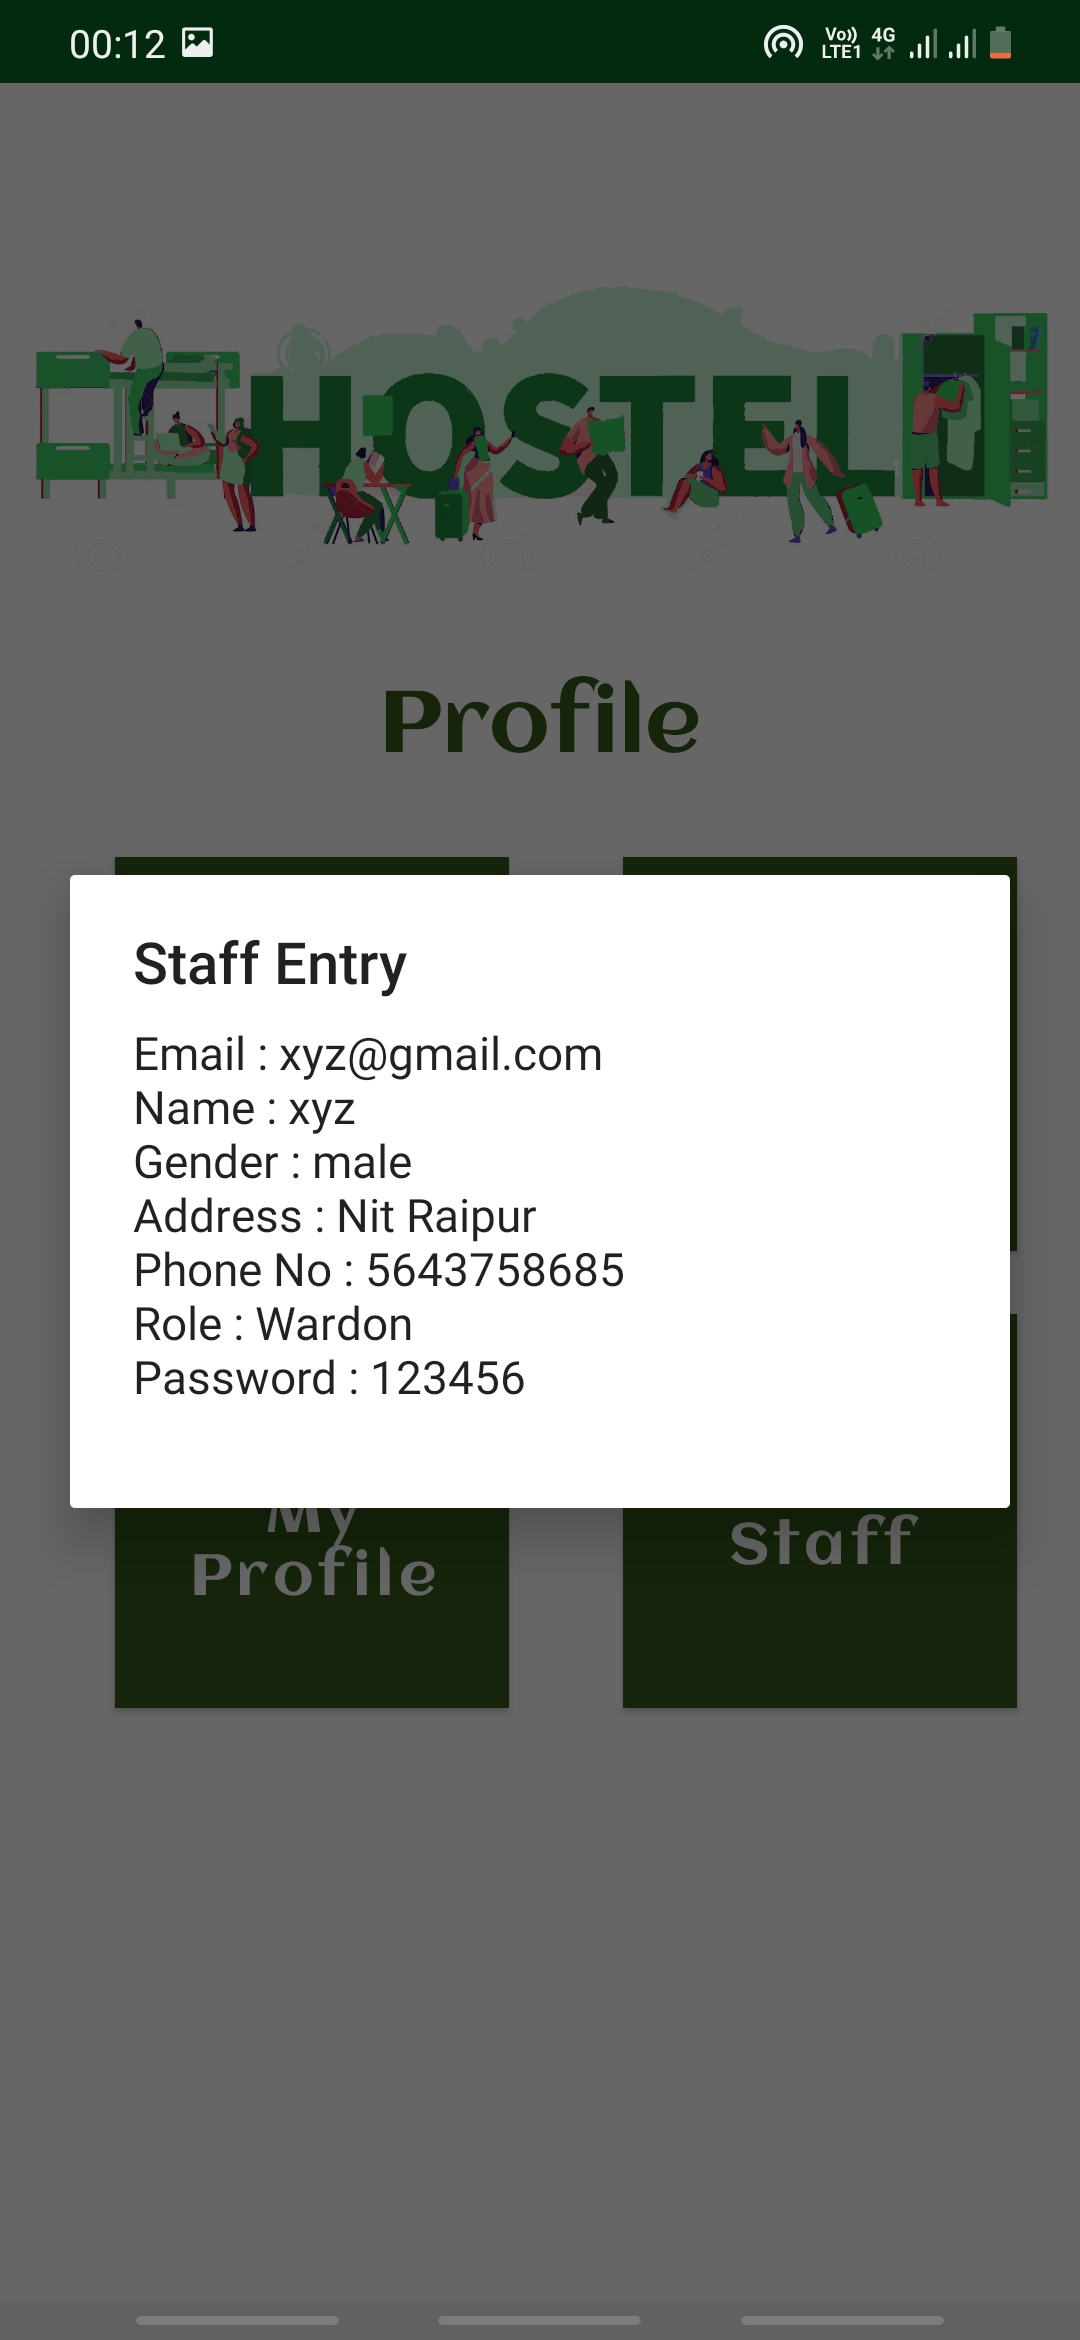 00:12
Vo)) LTE1 4G
HOSTEL
Profile
Staff Entry
Email : xyz@gmail.com
Name : xyz
Gender : male
Address : Nit Raipur
Phone No : 5643758685
Role : Wardon
Password : 123456
My
Profile
Staff